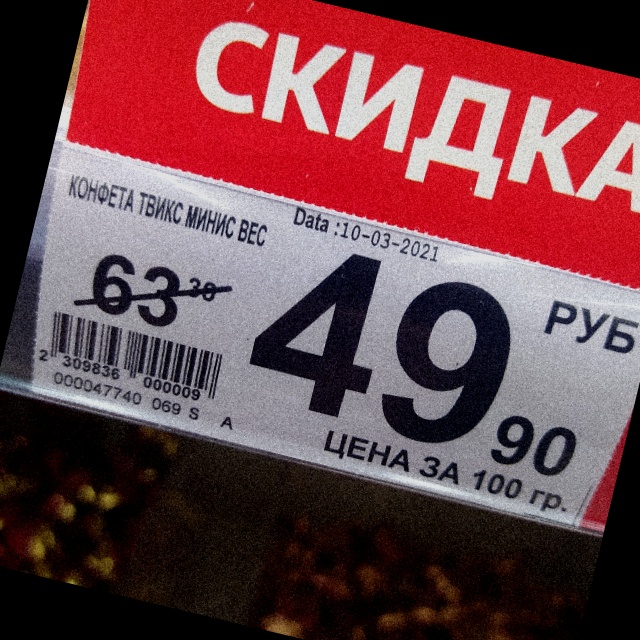 СКИДКА
КОНФЕТА ТВИКС МИНИС ВЕС
Data :10-03-2021
63 30
49 90
РУБ
2 309836 000009
000047740 069 S A
ЦЕНА ЗА 100 гр.